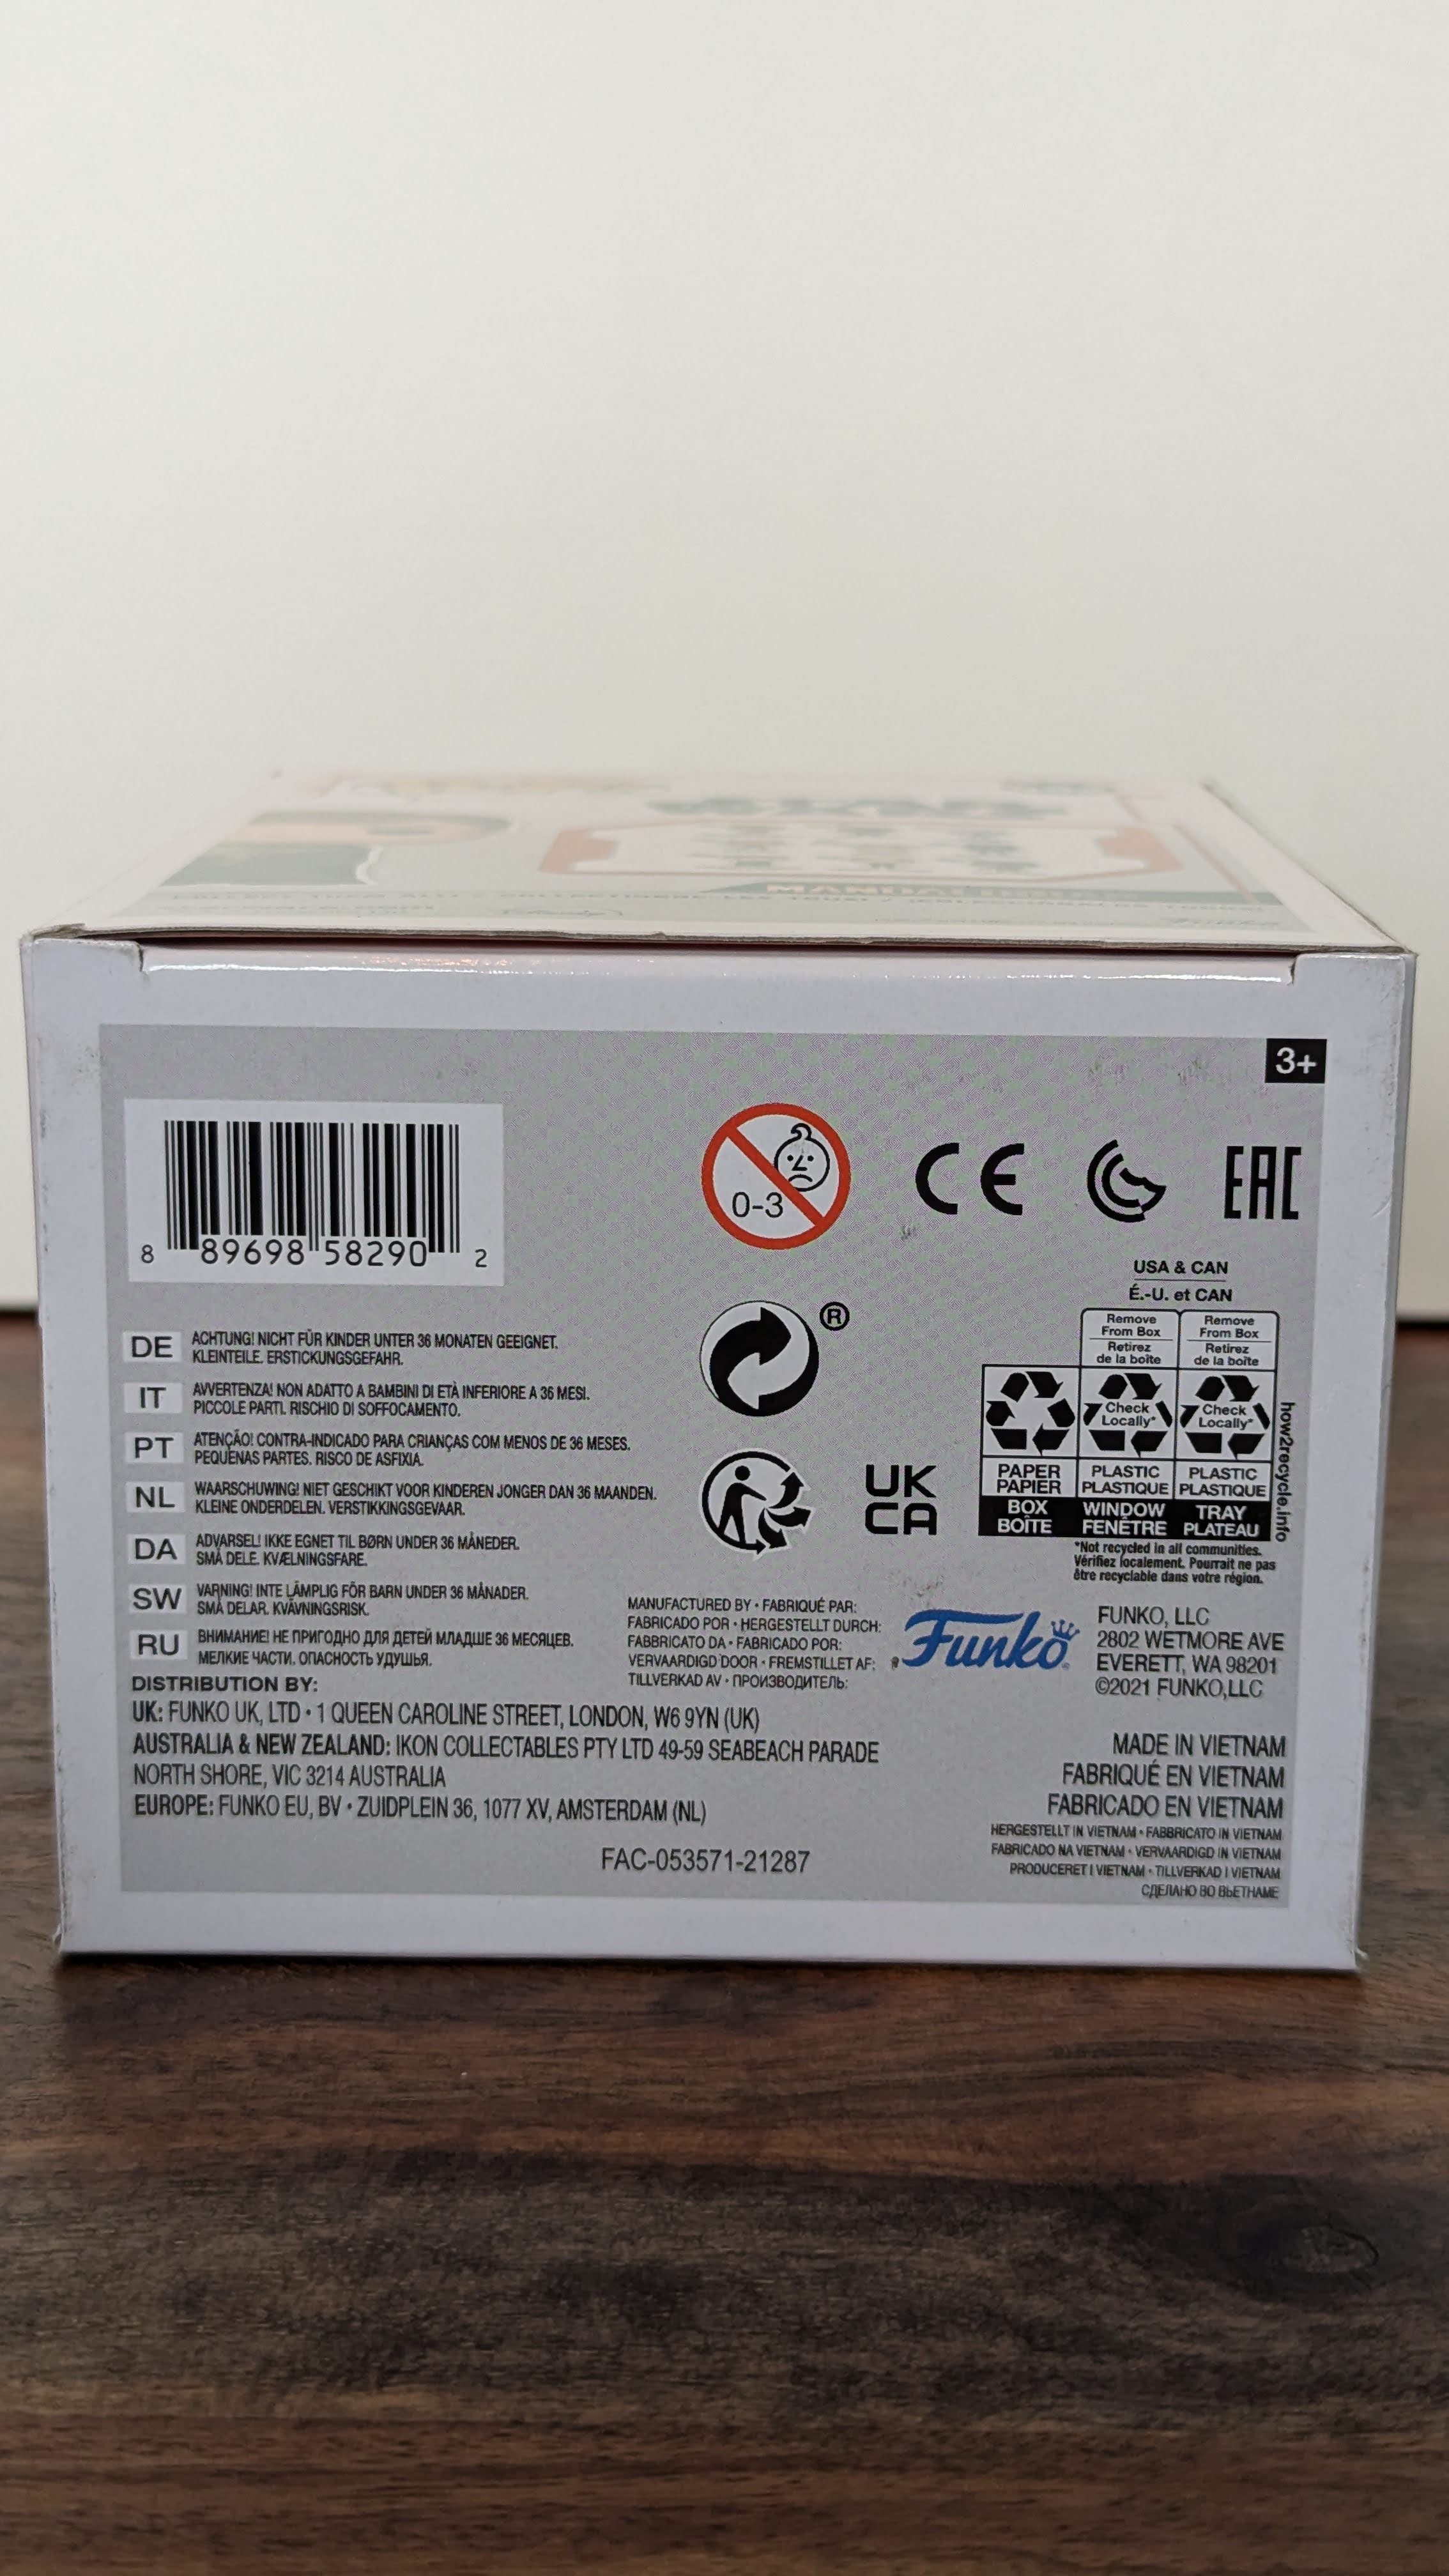 STAR
WARS
MANDALORIAN
3+
8 89698 58290 2
0-3
CE
EAC
USA & CAN
É.-U. et CAN
®
Remove
From Box
Retirez
de la boîte
Remove
From Box
Retirez
de la boîte
Check
Locally*
Check
Locally*
PAPER
PAPIER
PLASTIC
PLASTIQUE
PLASTIC
PLASTIQUE
BOX
BOÎTE
WINDOW
FENÊTRE
TRAY
PLATEAU
how2recycle.info
*Not recycled in all communities.
Vérifiez localement. Pourrait ne pas
être recyclable dans votre région.
UK
CA
DE ACHTUNG! NICHT FÜR KINDER UNTER 36 MONATEN GEEIGNET.
KLEINTEILE. ERSTICKUNGSGEFAHR.
IT AVVERTENZA! NON ADATTO A BAMBINI DI ETÀ INFERIORE A 36 MESI.
PICCOLE PARTI. RISCHIO DI SOFFOCAMENTO.
PT ATENÇÃO! CONTRA-INDICADO PARA CRIANÇAS COM MENOS DE 36 MESES.
PEQUENAS PARTES. RISCO DE ASFIXIA.
NL WAARSCHUWING! NIET GESCHIKT VOOR KINDEREN JONGER DAN 36 MAANDEN.
KLEINE ONDERDELEN. VERSTIKKINGSGEVAAR.
DA ADVARSEL! IKKE EGNET TIL BØRN UNDER 36 MÅNEDER.
SMÅ DELE. KVÆLNINGSFARE.
SW VARNING! INTE LÄMPLIG FÖR BARN UNDER 36 MÅNADER.
SMÅ DELAR. KVÄVNINGSRISK.
RU ВНИМАНИЕ! НЕ ПРИГОДНО ДЛЯ ДЕТЕЙ МЛАДШЕ 36 МЕСЯЦЕВ.
МЕЛКИЕ ЧАСТИ. ОПАСНОСТЬ УДУШЬЯ.
MANUFACTURED BY • FABRIQUÉ PAR:
FABRICADO POR • HERGESTELLT DURCH:
FABBRICATO DA • FABRICADO POR:
VERVAARDIGD DOOR • FREMSTILLET AF:
TILLVERKAD AV • ПРОИЗВОДИТЕЛЬ:
Funko
FUNKO, LLC
2802 WETMORE AVE
EVERETT, WA 98201
©2021 FUNKO,LLC
DISTRIBUTION BY:
UK: FUNKO UK, LTD • 1 QUEEN CAROLINE STREET, LONDON, W6 9YN (UK)
AUSTRALIA & NEW ZEALAND: IKON COLLECTABLES PTY LTD 49-59 SEABEACH PARADE
NORTH SHORE, VIC 3214 AUSTRALIA
EUROPE: FUNKO EU, BV • ZUIDPLEIN 36, 1077 XV, AMSTERDAM (NL)
FAC-053571-21287
MADE IN VIETNAM
FABRIQUÉ EN VIETNAM
FABRICADO EN VIETNAM
HERGESTELLT IN VIETNAM • FABBRICATO IN VIETNAM
FABRICADO NA VIETNAM • VERVAARDIGD IN VIETNAM
PRODUCERET I VIETNAM • TILLVERKAD I VIETNAM
СДЕЛАНО ВО ВЬЕТНАМЕ